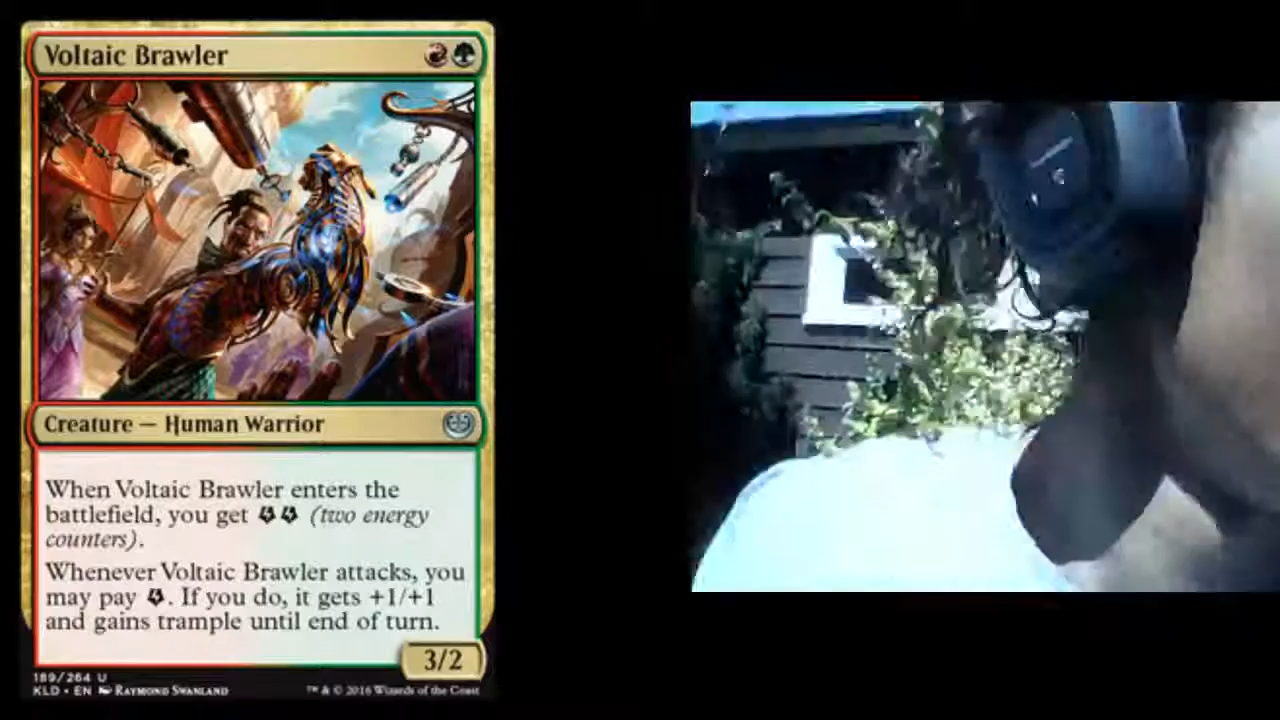 Voltaic Brawler
Creature — Human Warrior
When Voltaic Brawler enters the
battlefield, you get (two energy
counters).
Whenever Voltaic Brawler attacks, you
may pay . If you do, it gets +1/+1
and gains trample until end of turn.
3/2
189/264 U
KLD • EN Raymond Swanland
™ & © 2016 Wizards of the Coast